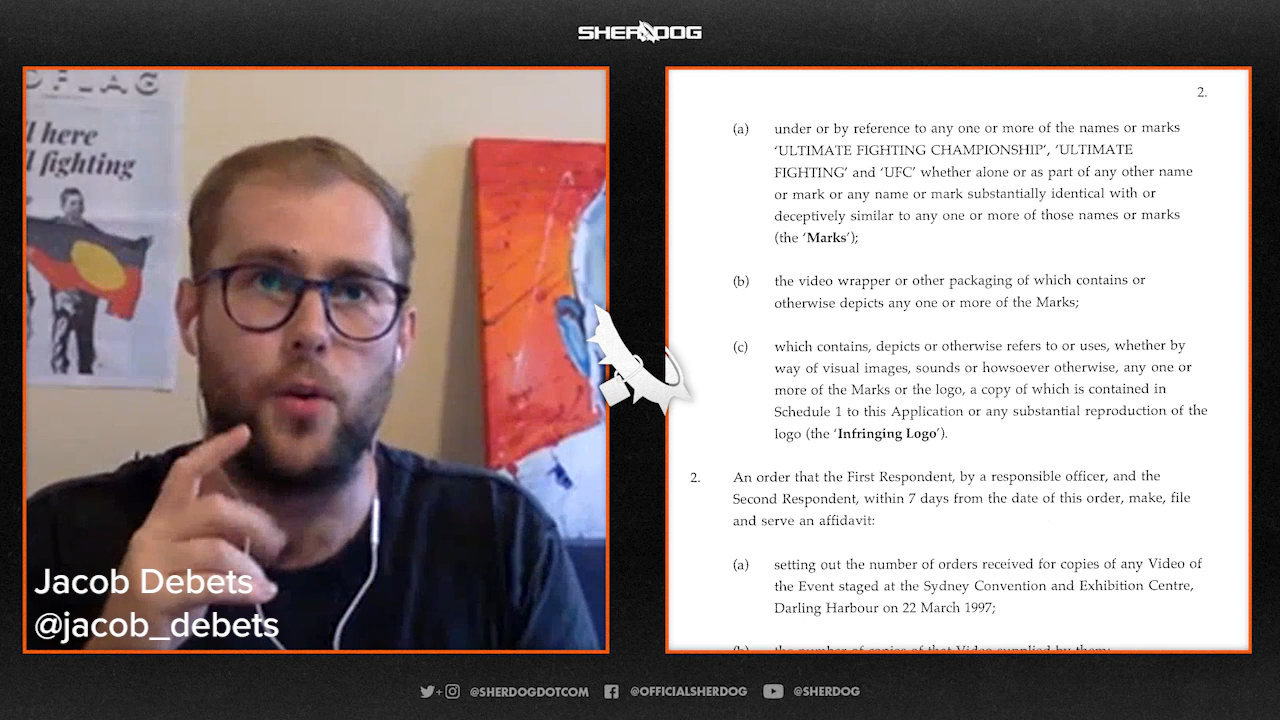 SHERDOG
l here
l fighting
Jacob Debets
@jacob_debets
2.
(a) under or by reference to any one or more of the names or marks
‘ULTIMATE FIGHTING CHAMPIONSHIP’, ‘ULTIMATE
FIGHTING’ and ‘UFC’ whether alone or as part of any other name
or mark or any name or mark substantially identical with or
deceptively similar to any one or more of those names or marks
(the ‘Marks’);
(b) the video wrapper or other packaging of which contains or
otherwise depicts any one or more of the Marks;
(c) which contains, depicts or otherwise refers to or uses, whether by
way of visual images, sounds or howsoever otherwise, any one or
more of the Marks or the logo, a copy of which is contained in
Schedule 1 to this Application or any substantial reproduction of the
logo (the ‘Infringing Logo’).
2. An order that the First Respondent, by a responsible officer, and the
Second Respondent, within 7 days from the date of this order, make, file
and serve an affidavit:
(a) setting out the number of orders received for copies of any Video of
the Event staged at the Sydney Convention and Exhibition Centre,
Darling Harbour on 22 March 1997;
(b) the number of copies of that Video supplied by them;
+ @SHERDOGDOTCOM @OFFICIALSHERDOG @SHERDOG